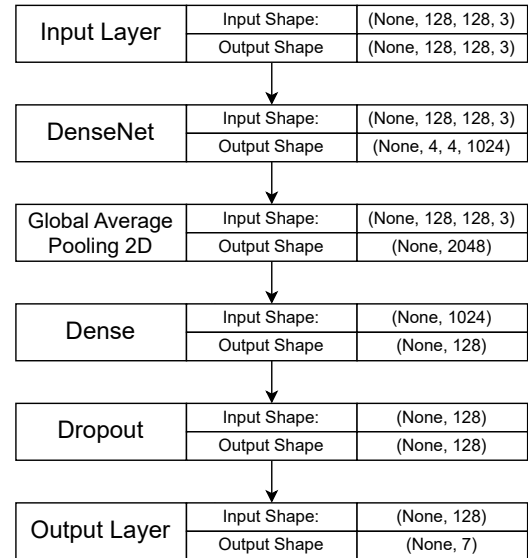 Input Layer
Input Shape: (None, 128, 128, 3)
Output Shape (None, 128, 128, 3)
DenseNet
Input Shape: (None, 128, 128, 3)
Output Shape (None, 4, 4, 1024)
Global Average
Pooling 2D
Input Shape: (None, 128, 128, 3)
Output Shape (None, 2048)
Dense
Input Shape: (None, 1024)
Output Shape (None, 128)
Dropout
Input Shape: (None, 128)
Output Shape (None, 128)
Output Layer
Input Shape: (None, 128)
Output Shape (None, 7)